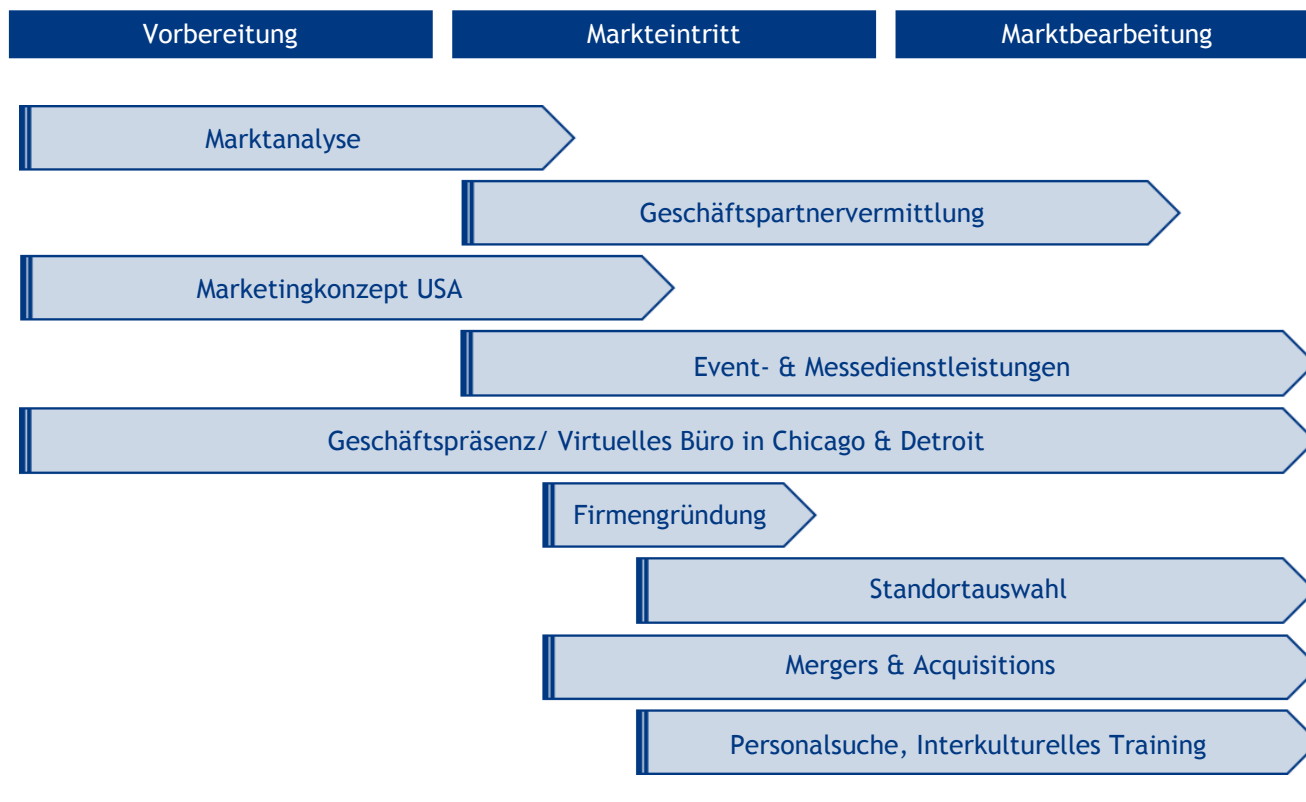 Vorbereitung
Markteintritt
Marktbearbeitung
Marktanalyse
Geschäftspartnervermittlung
Marketingkonzept USA
Event- & Messedienstleistungen
Geschäftspräsenz/ Virtuelles Büro in Chicago & Detroit
Firmengründung
Standortauswahl
Mergers & Acquisitions
Personalsuche, Interkulturelles Training